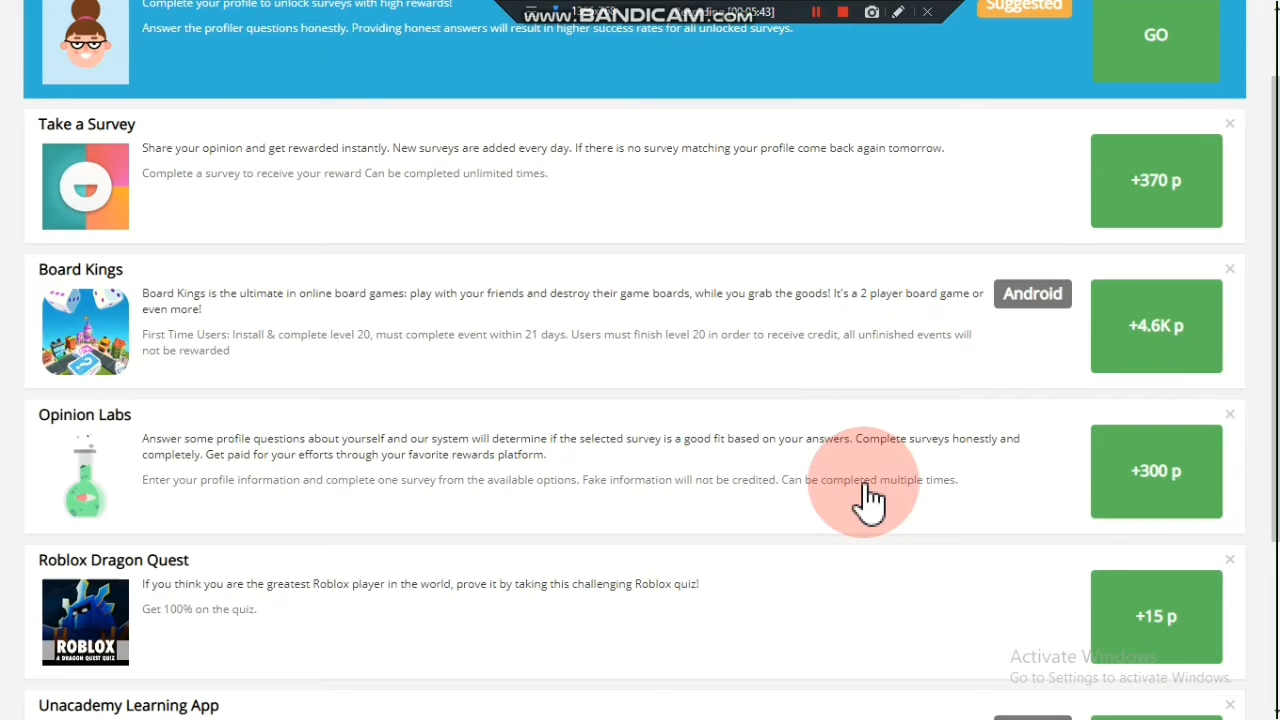 Complete your profile to unlock surveys with high rewards!
www.BANDICAM.com
[00:05:43]
Suggested
Answer the profiler questions honestly. Providing honest answers will result in higher success rates for all unlocked surveys.
GO
Take a Survey
Share your opinion and get rewarded instantly. New surveys are added every day. If there is no survey matching your profile come back again tomorrow.
Complete a survey to receive your reward Can be completed unlimited times.
+370 p
Board Kings
Board Kings is the ultimate in online board games: play with your friends and destroy their game boards, while you grab the goods! It's a 2 player board game or
even more!
Android
First Time Users: Install & complete level 20, must complete event within 21 days. Users must finish level 20 in order to receive credit, all unfinished events will
not be rewarded
+4.6K p
Opinion Labs
Answer some profile questions about yourself and our system will determine if the selected survey is a good fit based on your answers. Complete surveys honestly and
completely. Get paid for your efforts through your favorite rewards platform.
Enter your profile information and complete one survey from the available options. Fake information will not be credited. Can be completed multiple times.
+300 p
Roblox Dragon Quest
If you think you are the greatest Roblox player in the world, prove it by taking this challenging Roblox quiz!
Get 100% on the quiz.
ROBLOX
A DRAGON QUEST QUIZ
+15 p
Activate Windows
Go to Settings to activate Windows.
Unacademy Learning App